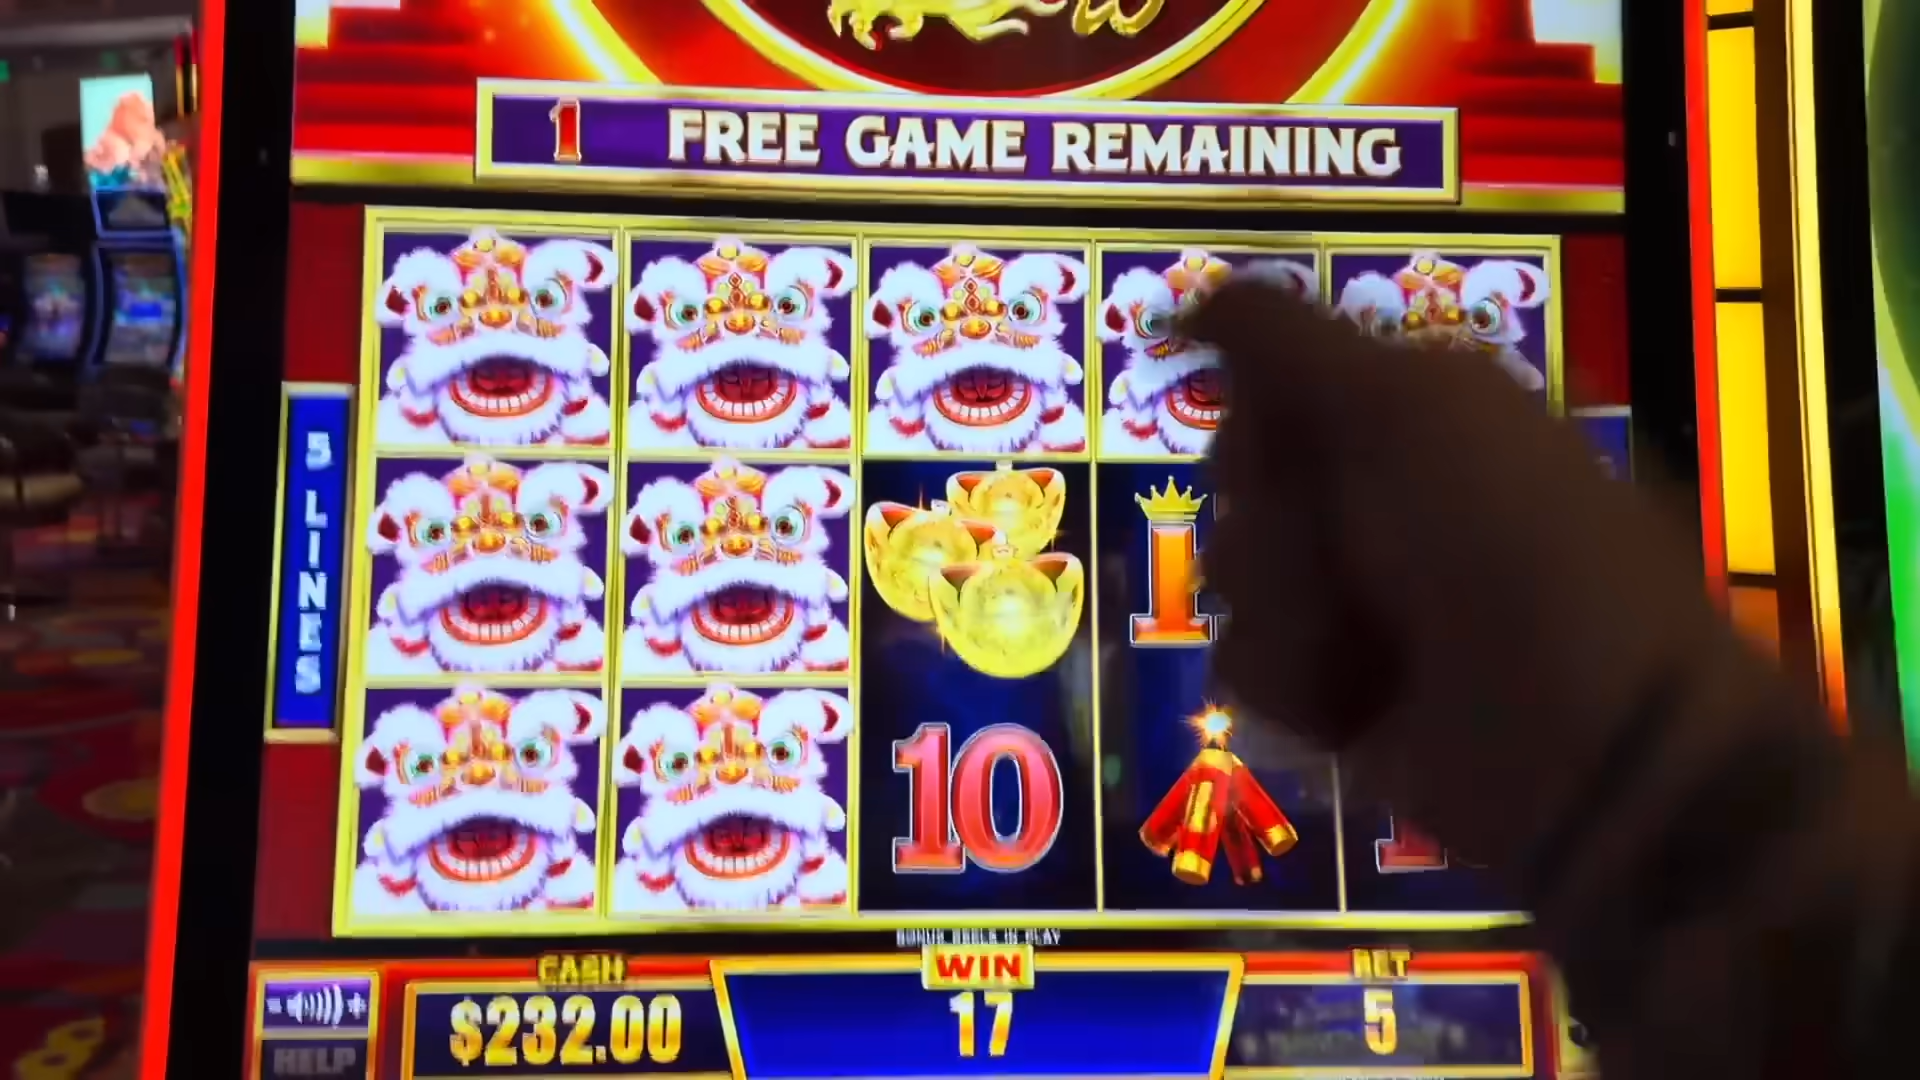 1 FREE GAME REMAINING
5 LINES
10
CASH
WIN
BET
$232.00
17
5
HELP